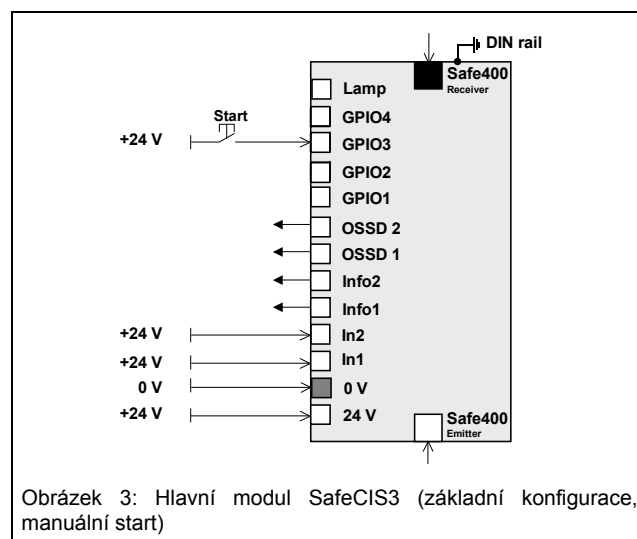 DIN rail
Safe400
Receiver
Lamp
GPIO4
Start
+24 V
GPIO3
GPIO2
GPIO1
OSSD 2
OSSD 1
Info2
Info1
+24 V
In2
+24 V
In1
0 V
0 V
+24 V
24 V
Safe400
Emitter
Obrázek 3: Hlavní modul SafeCIS3 (základní konfigurace,
manuální start)